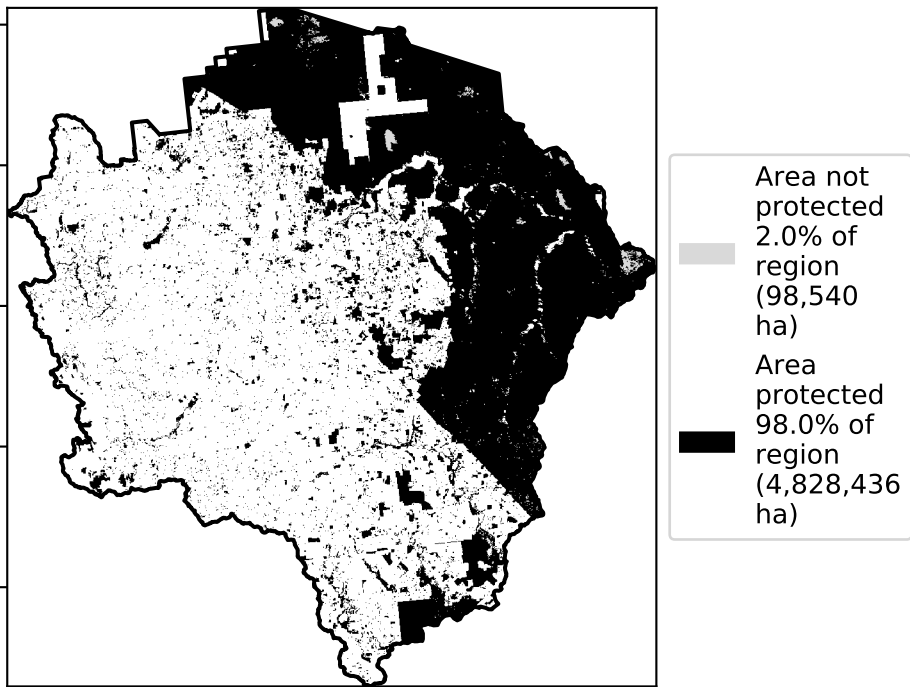 Area not
protected
2.0% of
region
(98,540
ha)
Area
protected
98.0% of
region
(4,828,436
ha)